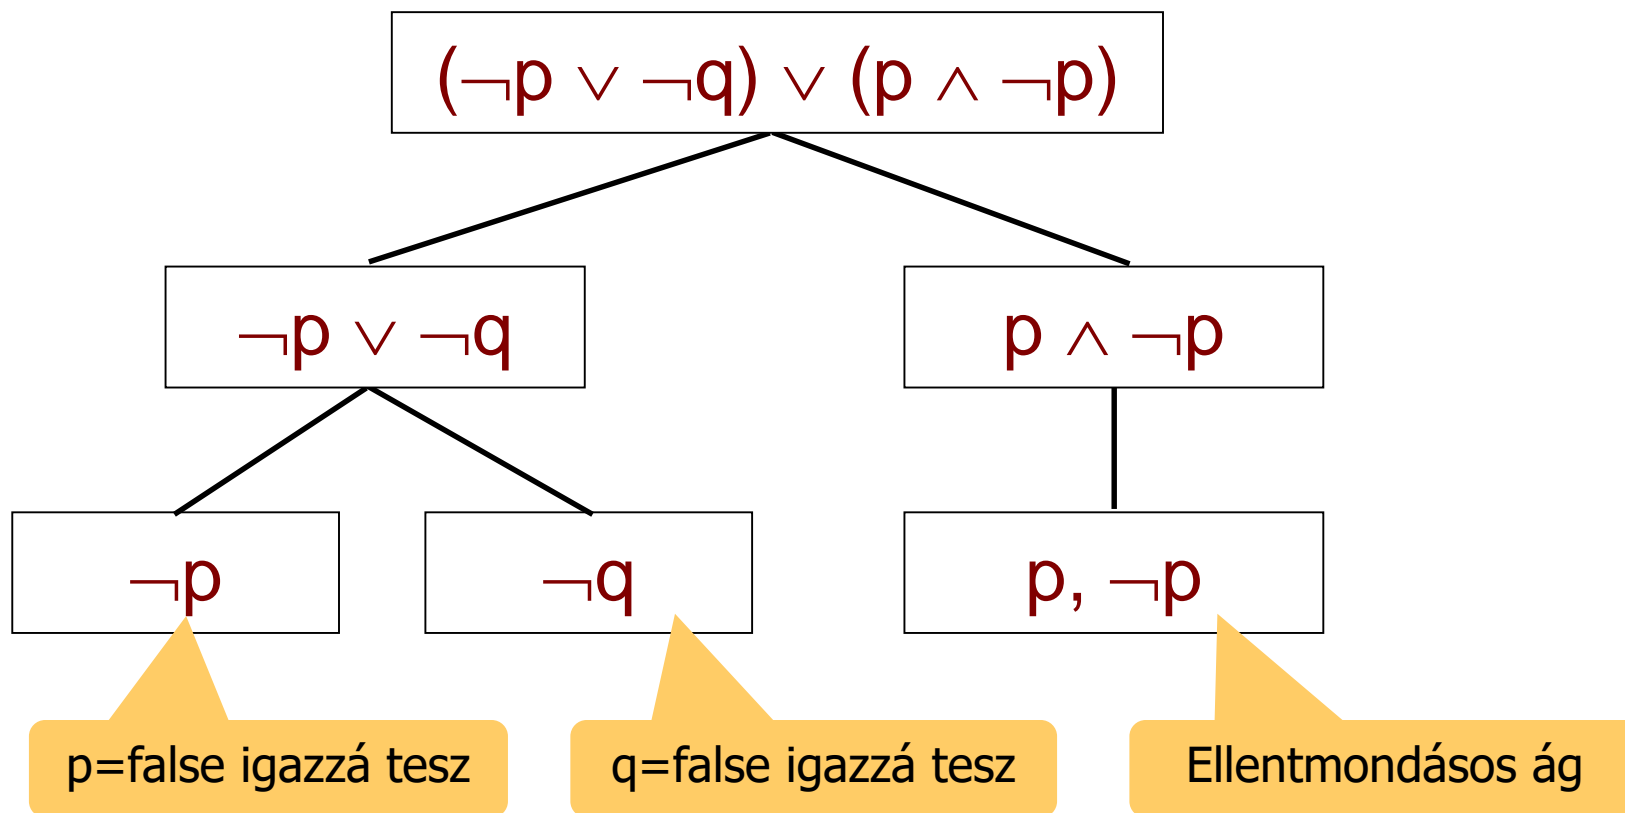 (¬p ∨ ¬q) ∨ (p ∧ ¬p)
¬p ∨ ¬q
p ∧ ¬p
¬p
¬q
p, ¬p
p=false igazzá tesz
q=false igazzá tesz
Ellentmondásos ág